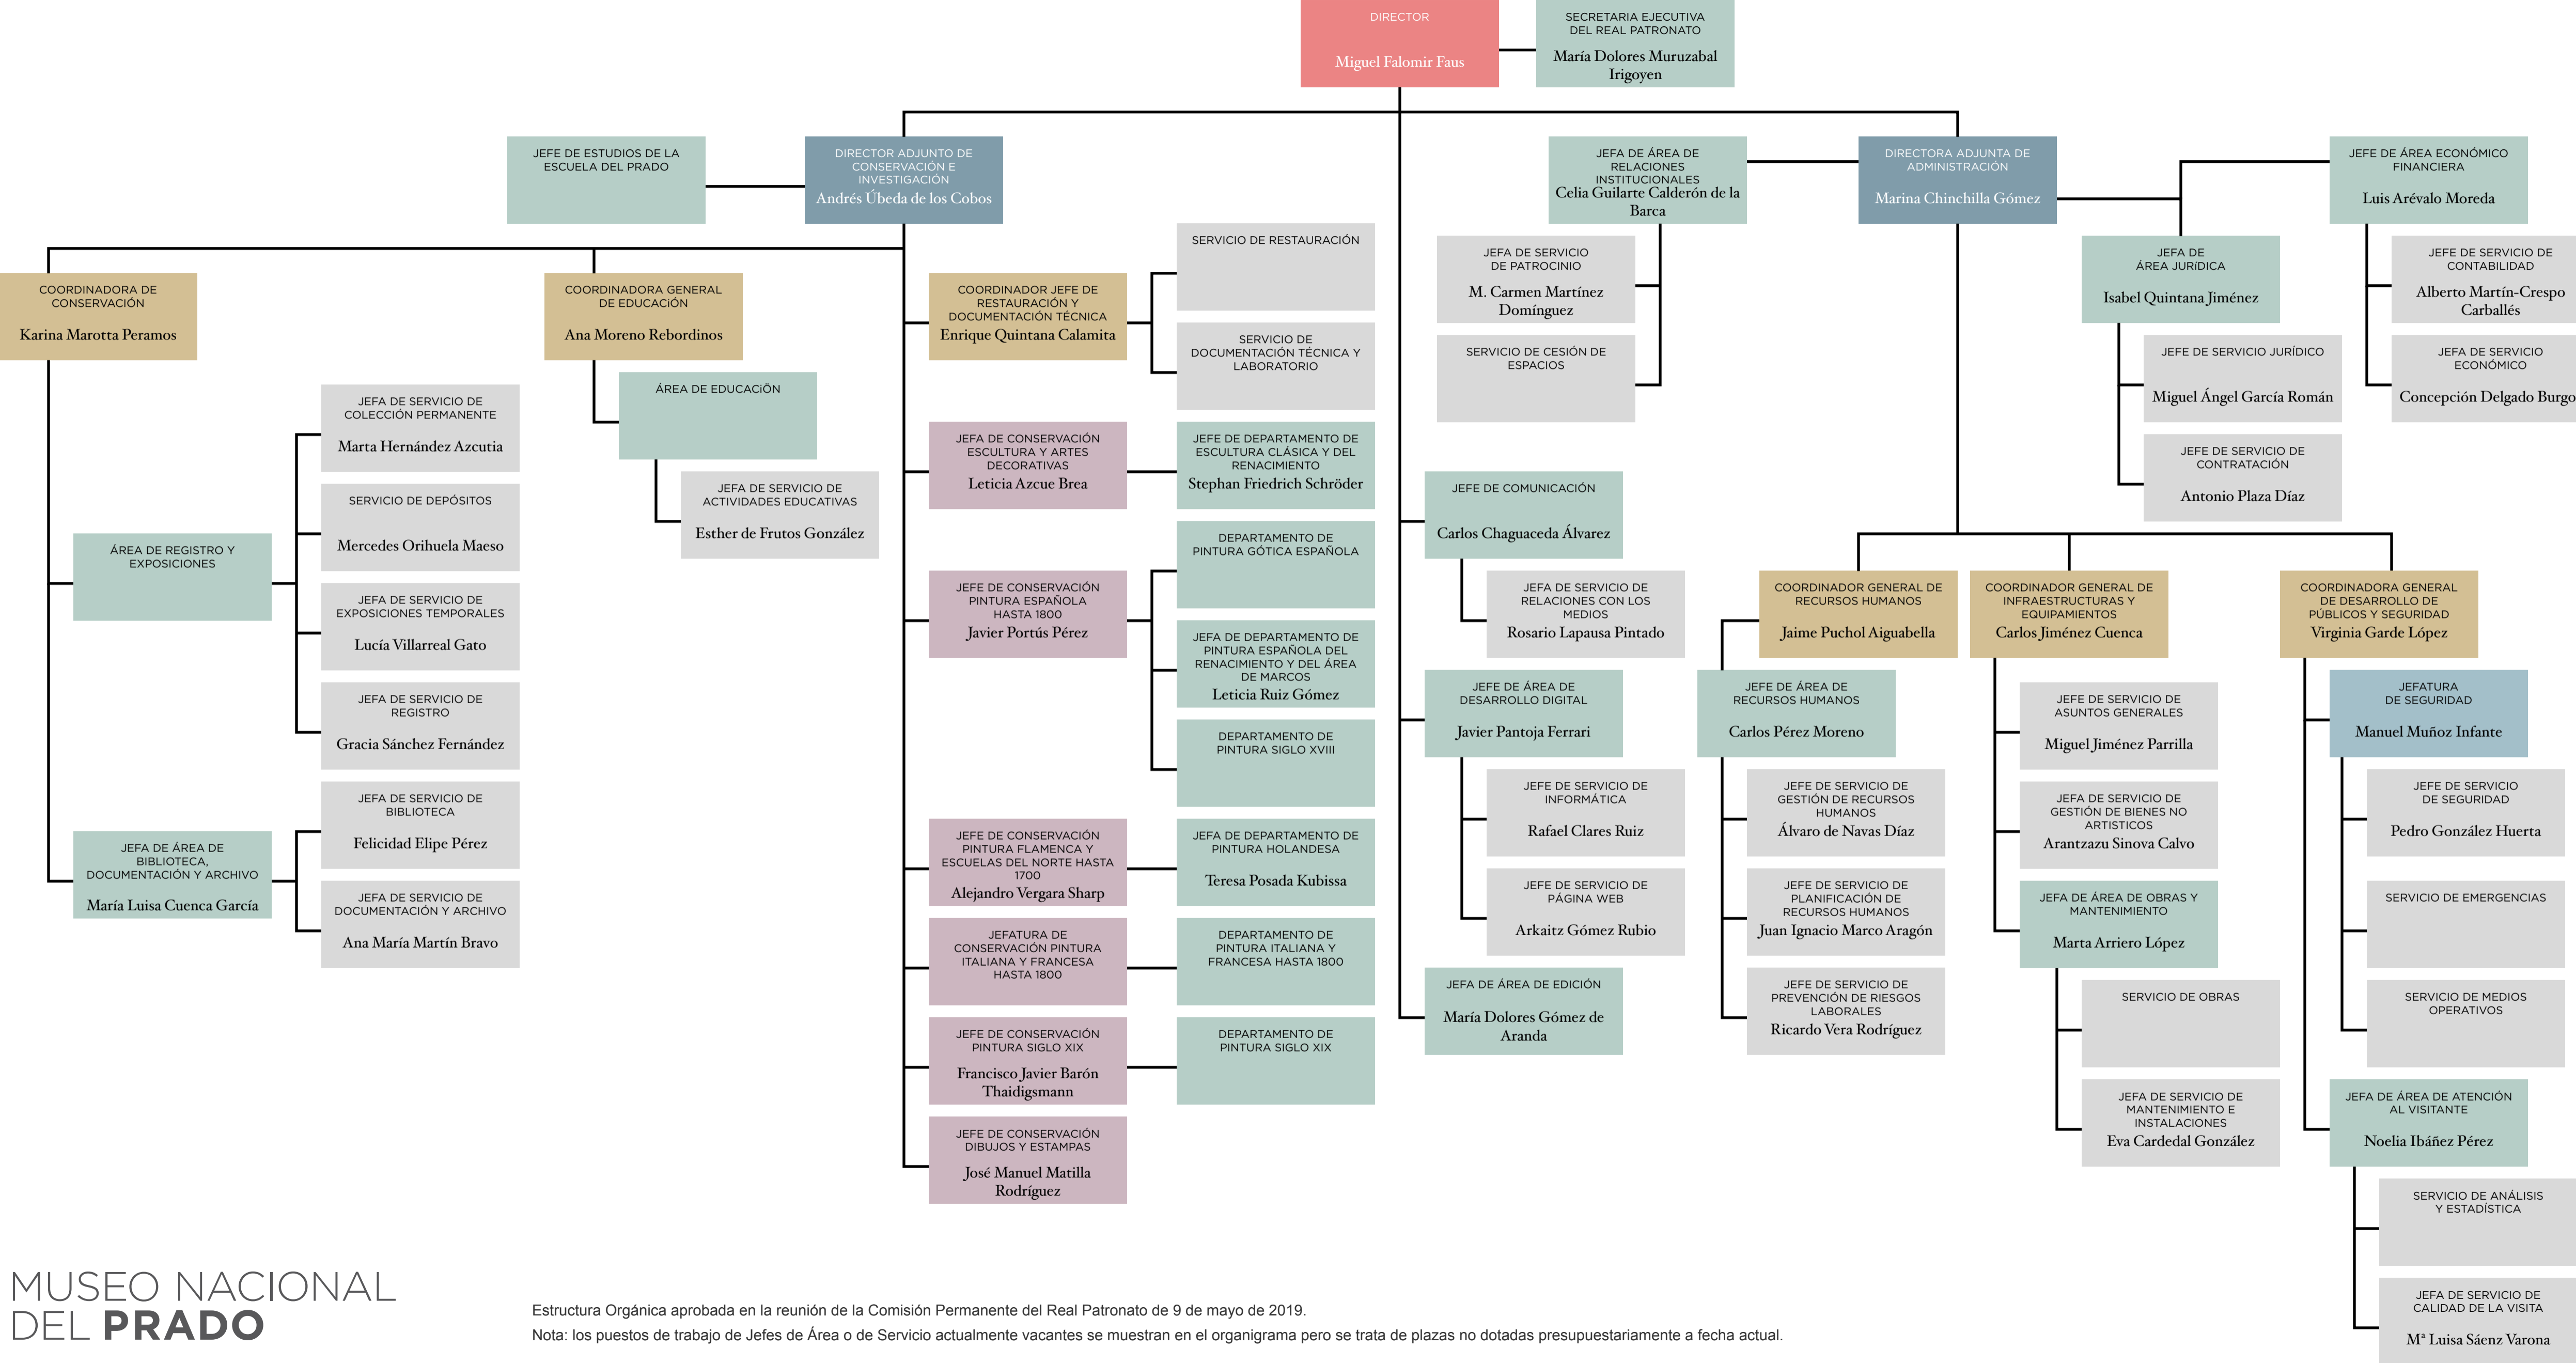 DIRECTOR
Miguel Falomir Faus
SECRETARIA EJECUTIVA
DEL REAL PATRONATO
María Dolores Muruzabal
Irigoyen
JEFE DE ESTUDIOS DE LA
ESCUELA DEL PRADO
DIRECTOR ADJUNTO DE
CONSERVACIÓN E
INVESTIGACIÓN
Andrés Úbeda de los Cobos
JEFA DE ÁREA DE
RELACIONES
INSTITUCIONALES
Celia Guilarte Calderón de la
Barca
DIRECTORA ADJUNTA DE
ADMINISTRACIÓN
Marina Chinchilla Gómez
JEFE DE ÁREA ECONÓMICO
FINANCIERA
Luis Arévalo Moreda
COORDINADORA DE
CONSERVACIÓN
Karina Marotta Peramos
ÁREA DE REGISTRO Y
EXPOSICIONES
JEFA DE SERVICIO DE
COLECCIÓN PERMANENTE
Marta Hernández Azcutia
SERVICIO DE DEPÓSITOS
Mercedes Orihuela Maeso
JEFA DE SERVICIO DE
EXPOSICIONES TEMPORALES
Lucía Villarreal Gato
JEFA DE SERVICIO DE
REGISTRO
Gracia Sánchez Fernández
JEFA DE ÁREA DE
BIBLIOTECA,
DOCUMENTACIÓN Y ARCHIVO
María Luisa Cuenca García
JEFA DE SERVICIO DE
BIBLIOTECA
Felicidad Elipe Pérez
JEFA DE SERVICIO DE
DOCUMENTACIÓN Y ARCHIVO
Ana María Martín Bravo
COORDINADORA GENERAL
DE EDUCACiÓN
Ana Moreno Rebordinos
ÁREA DE EDUCACiÖN
JEFA DE SERVICIO DE
ACTIVIDADES EDUCATIVAS
Esther de Frutos González
COORDINADOR JEFE DE
RESTAURACIÓN Y
DOCUMENTACIÓN TÉCNICA
Enrique Quintana Calamita
SERVICIO DE RESTAURACIÓN
SERVICIO DE
DOCUMENTACIÓN TÉCNICA Y
LABORATORIO
JEFA DE CONSERVACIÓN
ESCULTURA Y ARTES
DECORATIVAS
Leticia Azcue Brea
JEFE DE DEPARTAMENTO DE
ESCULTURA CLÁSICA Y DEL
RENACIMIENTO
Stephan Friedrich Schröder
JEFE DE CONSERVACIÓN
PINTURA ESPAÑOLA
HASTA 1800
Javier Portús Pérez
DEPARTAMENTO DE
PINTURA GÓTICA ESPAÑOLA
JEFA DE DEPARTAMENTO DE
PINTURA ESPAÑOLA DEL
RENACIMIENTO Y DEL ÁREA
DE MARCOS
Leticia Ruiz Gómez
DEPARTAMENTO DE
PINTURA SIGLO XVIII
JEFE DE CONSERVACIÓN
PINTURA FLAMENCA Y
ESCUELAS DEL NORTE HASTA
1700
Alejandro Vergara Sharp
JEFA DE DEPARTAMENTO DE
PINTURA HOLANDESA
Teresa Posada Kubissa
JEFATURA DE
CONSERVACIÓN PINTURA
ITALIANA Y FRANCESA
HASTA 1800
DEPARTAMENTO DE
PINTURA ITALIANA Y
FRANCESA HASTA 1800
JEFE DE CONSERVACIÓN
PINTURA SIGLO XIX
Francisco Javier Barón
Thaidigsmann
DEPARTAMENTO DE
PINTURA SIGLO XIX
JEFE DE CONSERVACIÓN
DIBUJOS Y ESTAMPAS
José Manuel Matilla
Rodríguez
JEFA DE SERVICIO
DE PATROCINIO
M. Carmen Martínez
Domínguez
SERVICIO DE CESIÓN DE
ESPACIOS
JEFE DE COMUNICACIÓN
Carlos Chaguaceda Álvarez
JEFA DE SERVICIO DE
RELACIONES CON LOS
MEDIOS
Rosario Lapausa Pintado
JEFE DE ÁREA DE
DESARROLLO DIGITAL
Javier Pantoja Ferrari
JEFE DE SERVICIO DE
INFORMÁTICA
Rafael Clares Ruiz
JEFE DE SERVICIO DE
PÁGINA WEB
Arkaitz Gómez Rubio
JEFA DE ÁREA DE EDICIÓN
María Dolores Gómez de
Aranda
JEFA DE
ÁREA JURíDICA
Isabel Quintana Jiménez
JEFE DE SERVICIO JURÍDICO
Miguel Ángel García Román
JEFE DE SERVICIO DE
CONTRATACIÓN
Antonio Plaza Díaz
JEFE DE SERVICIO DE
CONTABILIDAD
Alberto Martín-Crespo
Carballés
JEFA DE SERVICIO
ECONÓMICO
Concepción Delgado Burgo
COORDINADOR GENERAL DE
RECURSOS HUMANOS
Jaime Puchol Aiguabella
JEFE DE ÁREA DE
RECURSOS HUMANOS
Carlos Pérez Moreno
JEFE DE SERVICIO DE
GESTIÓN DE RECURSOS
HUMANOS
Álvaro de Navas Díaz
JEFE DE SERVICIO DE
PLANIFICACIÓN DE
RECURSOS HUMANOS
Juan Ignacio Marco Aragón
JEFE DE SERVICIO DE
PREVENCIÓN DE RIESGOS
LABORALES
Ricardo Vera Rodríguez
COORDINADOR GENERAL DE
INFRAESTRUCTURAS Y
EQUIPAMIENTOS
Carlos Jiménez Cuenca
JEFE DE SERVICIO DE
ASUNTOS GENERALES
Miguel Jiménez Parrilla
JEFA DE SERVICIO DE
GESTIÓN DE BIENES NO
ARTISTICOS
Arantzazu Sinova Calvo
JEFA DE ÁREA DE OBRAS Y
MANTENIMIENTO
Marta Arriero López
SERVICIO DE OBRAS
JEFA DE SERVICIO DE
MANTENIMIENTO E
INSTALACIONES
Eva Cardedal González
COORDINADORA GENERAL
DE DESARROLLO DE
PÚBLICOS Y SEGURIDAD
Virginia Garde López
JEFATURA
DE SEGURIDAD
Manuel Muñoz Infante
JEFE DE SERVICIO
DE SEGURIDAD
Pedro González Huerta
SERVICIO DE EMERGENCIAS
SERVICIO DE MEDIOS
OPERATIVOS
JEFA DE ÁREA DE ATENCIÓN
AL VISITANTE
Noelia Ibáñez Pérez
SERVICIO DE ANÁLISIS
Y ESTADÍSTICA
JEFA DE SERVICIO DE
CALIDAD DE LA VISITA
Mª Luisa Sáenz Varona
MUSEO NACIONAL
DEL PRADO
Estructura Orgánica aprobada en la reunión de la Comisión Permanente del Real Patronato de 9 de mayo de 2019.
Nota: los puestos de trabajo de Jefes de Área o de Servicio actualmente vacantes se muestran en el organigrama pero se trata de plazas no dotadas presupuestariamente a fecha actual.